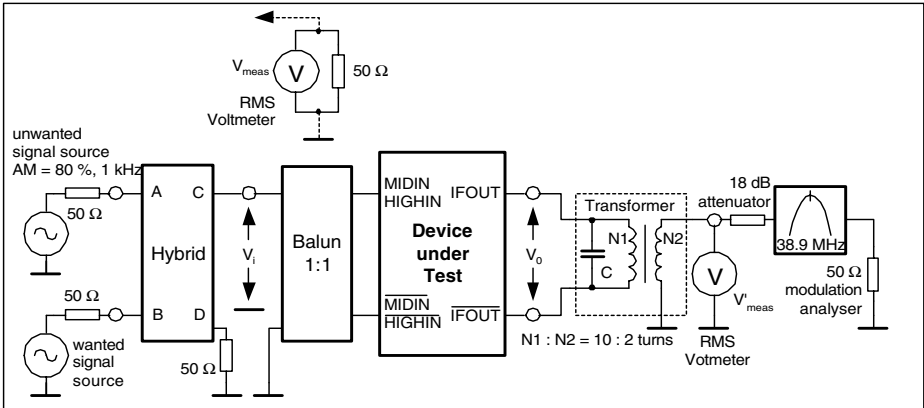 V meas
V
50 Ω
RMS
Voltmeter
unwanted
signal source
AM = 80 %, 1 kHz
50 Ω
A
C
Hybrid
B
D
50 Ω
wanted
signal
source
50 Ω
Vi
Balun
1:1
MIDIN
HIGHIN
IFOUT
Device
under
Test
MIDIN
HIGHIN
IFOUT
V0
Transformer
N1
N2
C
N1 : N2 = 10 : 2 turns
18 dB
attenuator
V
V'meas
RMS
Votmeter
38.9 MHz
50 Ω
modulation
analyser